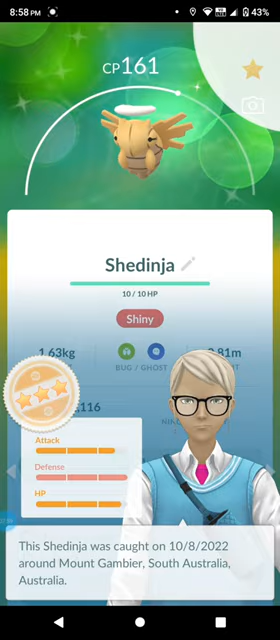 8:58 PM
43%
CP161
Shedinja
10 / 10 HP
Shiny
1.63kg
BUG / GHOST
0.81m
,116
Attack
Defense
HP
This Shedinja was caught on 10/8/2022
around Mount Gambier, South Australia,
Australia.